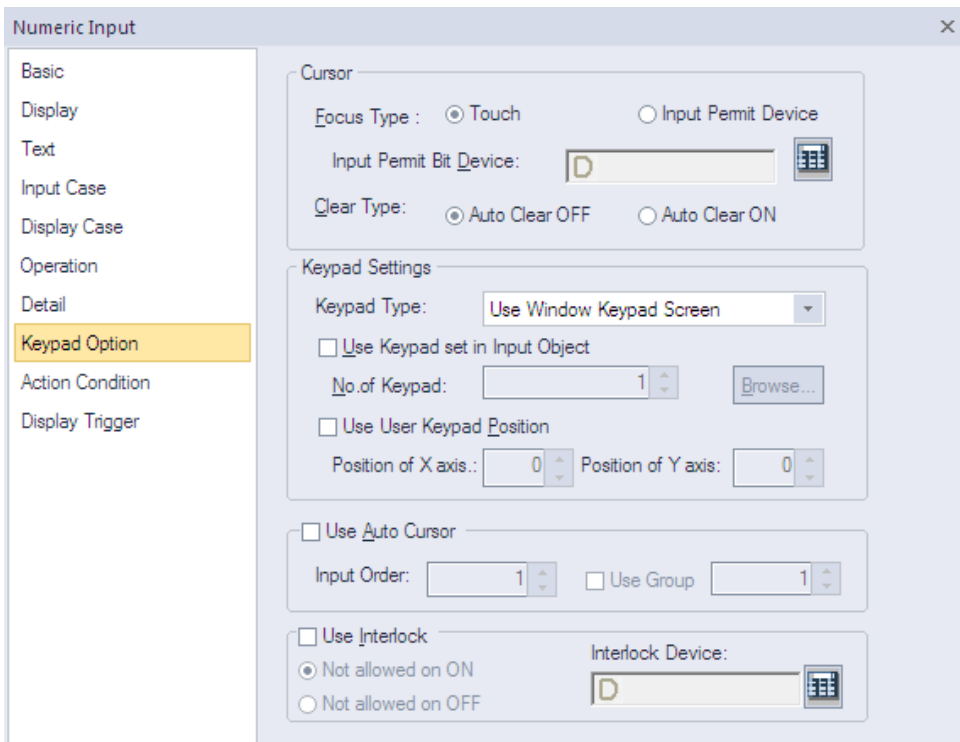 Numeric Input
Basic
Display
Text
Input Case
Display Case
Operation
Detail
Keypad Option
Action Condition
Display Trigger
Cursor
Focus Type : Touch Input Permit Device
Input Permit Bit Device: D
Clear Type: Auto Clear OFF Auto Clear ON
Keypad Settings
Keypad Type: Use Window Keypad Screen
Use Keypad set in Input Object
No.of Keypad: 1 Browse...
Use User Keypad Position
Position of X axis.: 0 Position of Y axis: 0
Use Auto Cursor
Input Order: 1 Use Group 1
Use Interlock
Interlock Device:
Not allowed on ON
D
Not allowed on OFF